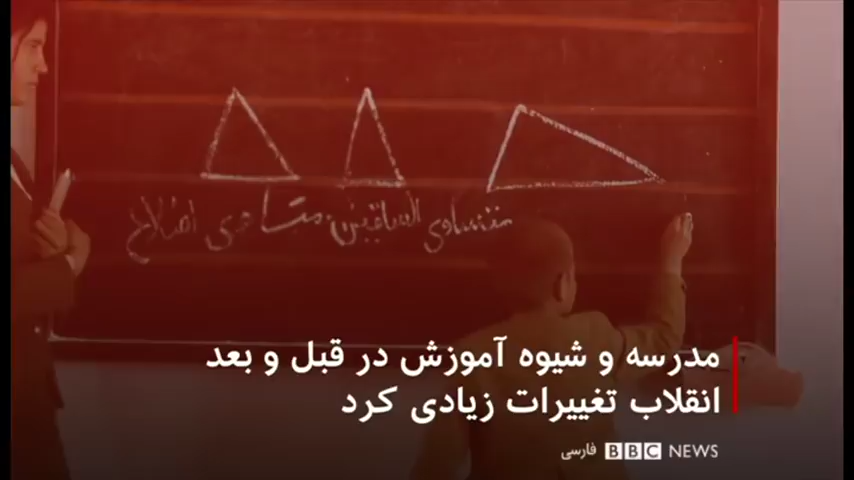 متساوی اضلاع
متساوی الساقین
مدرسه و شیوه آموزش در قبل و بعد
انقلاب تغییرات زیادی کرد
BBC NEWS فارسی